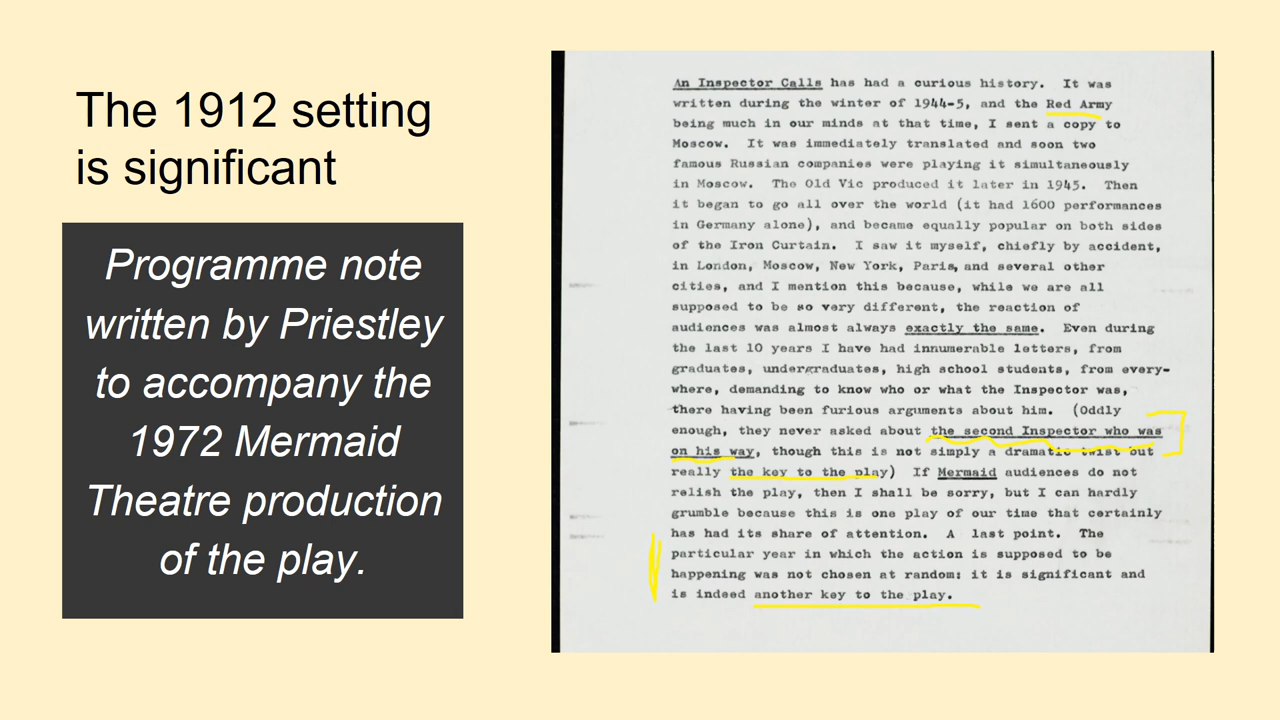 The 1912 setting
is significant
Programme note
written by Priestley
to accompany the
1972 Mermaid
Theatre production
of the play.
An Inspector Calls has had a curious history. It was
written during the winter of 1944-5, and the Red Army
being much in our minds at that time, I sent a copy to
Moscow. It was immediately translated and soon two
famous Russian companies were playing it simultaneously
in Moscow. The Old Vic produced it later in 1945. Then
it began to go all over the world (it had 1600 performances
in Germany alone), and became equally popular on both sides
of the Iron Curtain. I saw it myself, chiefly by accident,
in London, Moscow, New York, Paris, and several other
cities, and I mention this because, while we are all
supposed to be so very different, the reaction of
audiences was almost always exactly the same. Even during
the last 10 years I have had innumerable letters, from
graduates, undergraduates, high school students, from every-
where, demanding to know who or what the Inspector was,
there having been furious arguments about him. (Oddly
enough, they never asked about the second Inspector who was
on his way, though this is not simply a dramatic twist but
really the key to the play) If Mermaid audiences do not
relish the play, then I shall be sorry, but I can hardly
grumble because this is one play of our time that certainly
has had its share of attention. A last point. The
particular year in which the action is supposed to be
happening was not chosen at random: it is significant and
is indeed another key to the play.